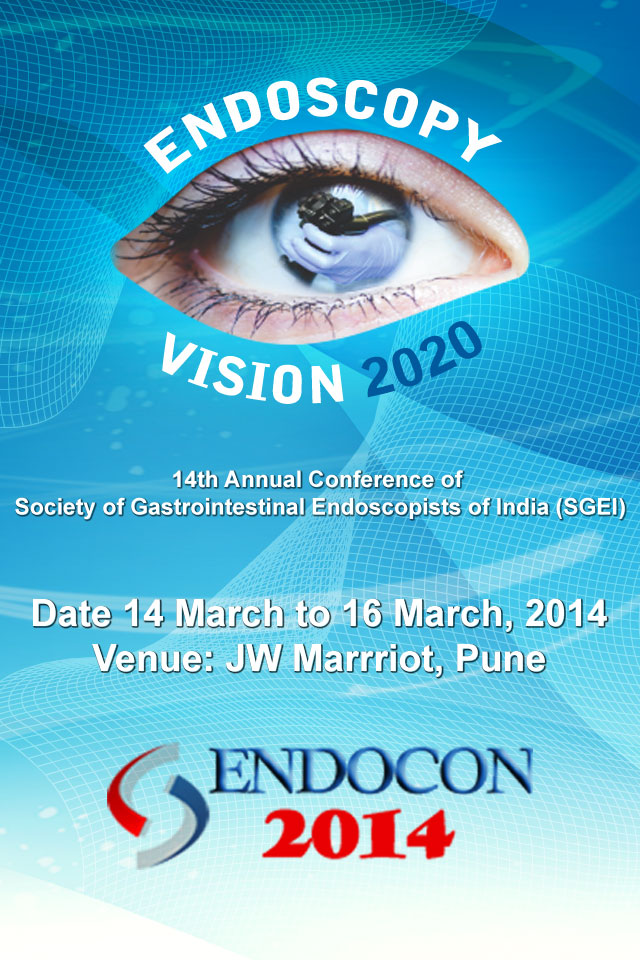 ENDOSCOPY
VISION 2020
14th Annual Conference of
Society of Gastrointestinal Endoscopists of India (SGEI)
Date 14 March to 16 March, 2014
Venue: JW Marrriot, Pune
ENDOCON
2014